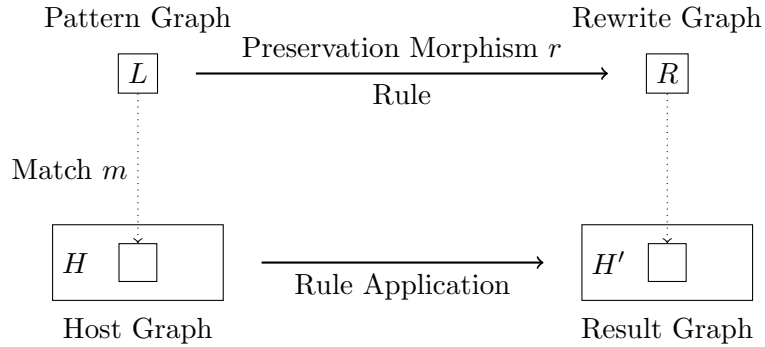 Pattern Graph
Rewrite Graph
Preservation Morphism r
L
R
Rule
Match m
H
H′
Rule Application
Host Graph
Result Graph